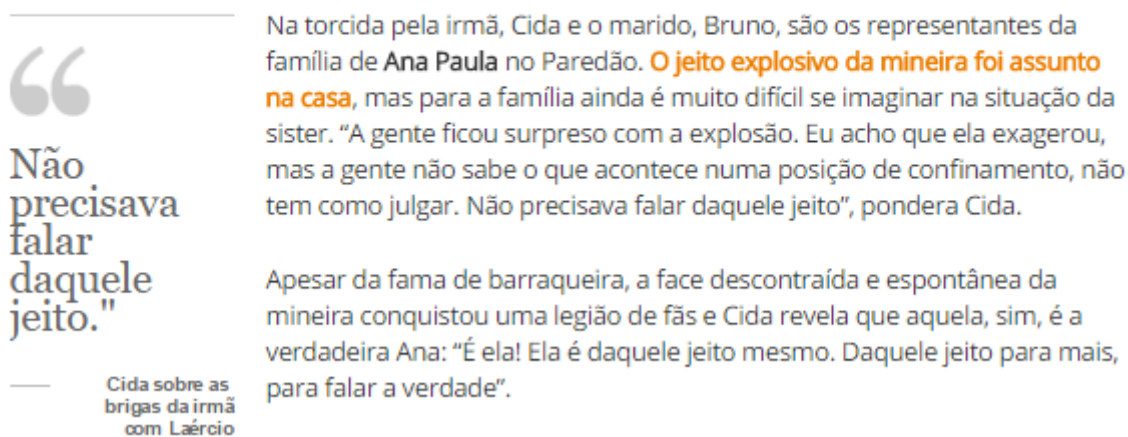 “
Não
precisava
falar
daquele
jeito."
Cida sobre as
brigas da irmã
com Laércio
Na torcida pela irmã, Cida e o marido, Bruno, são os representantes da
família de Ana Paula no Paredão. O jeito explosivo da mineira foi assunto
na casa, mas para a família ainda é muito difícil se imaginar na situação da
sister. “A gente ficou surpreso com a explosão. Eu acho que ela exagerou,
mas a gente não sabe o que acontece numa posição de confinamento, não
tem como julgar. Não precisava falar daquele jeito”, pondera Cida.
Apesar da fama de barraqueira, a face descontraída e espontânea da
mineira conquistou uma legião de fãs e Cida revela que aquela, sim, é a
verdadeira Ana: “É ela! Ela é daquele jeito mesmo. Daquele jeito para mais,
para falar a verdade”.